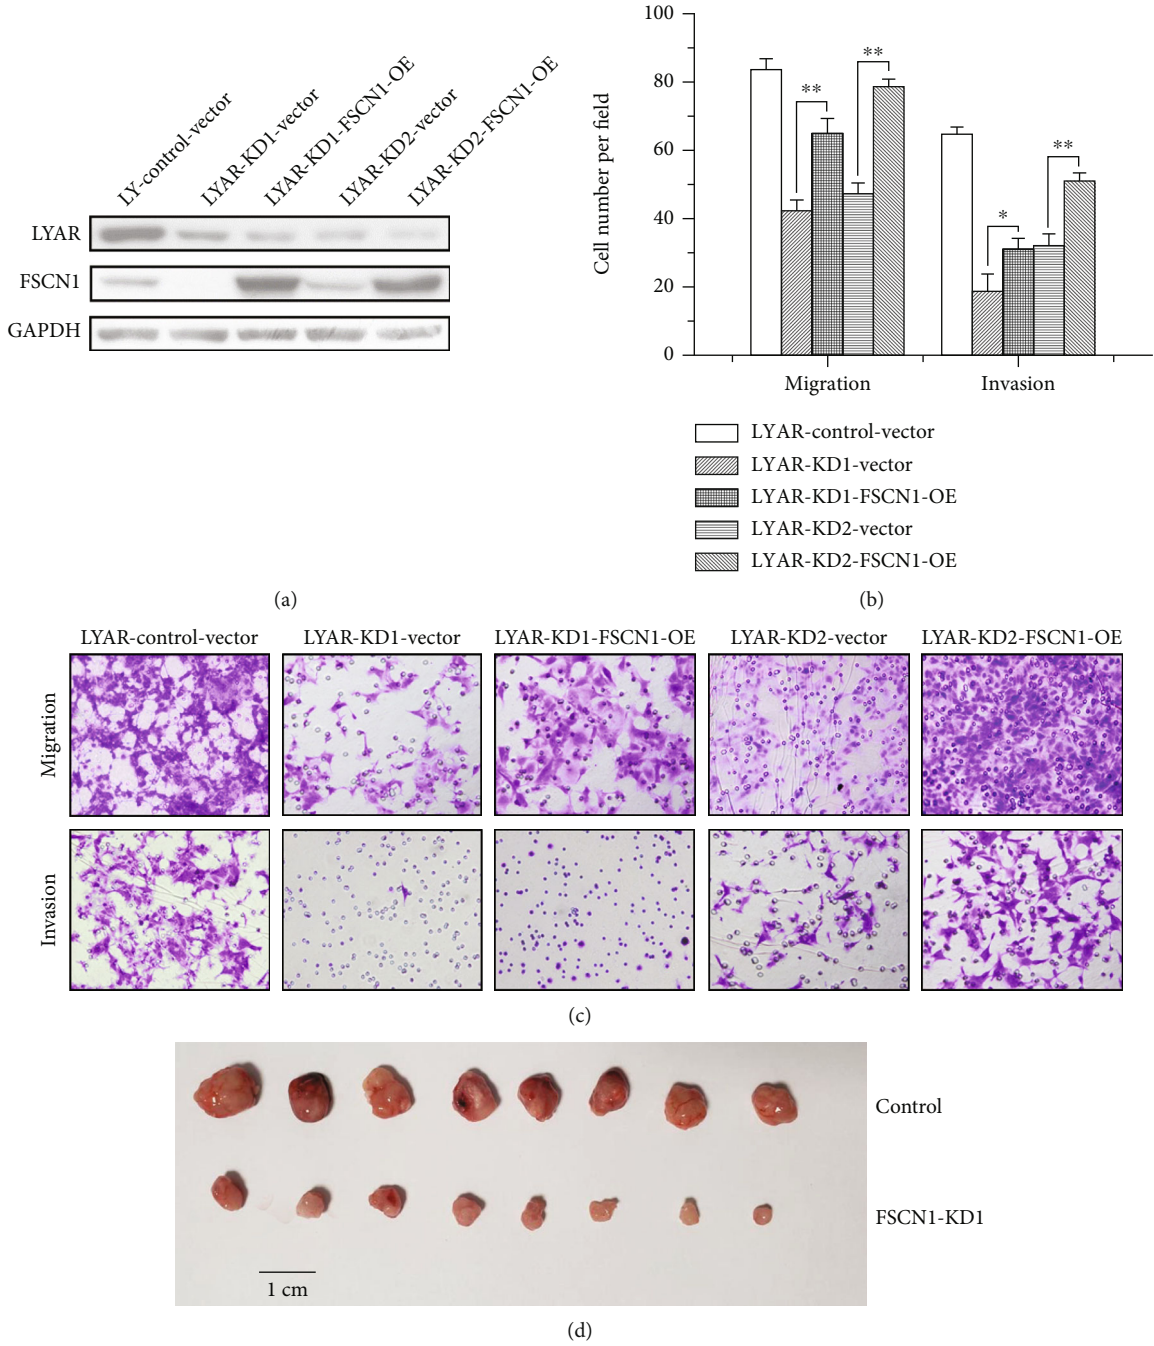 LY-control-vector
LYAR-KD1-vector
LYAR-KD1-FSCN1-OE
LYAR-KD2-vector
LYAR-KD2-FSCN1-OE
LYAR
FSCN1
GAPDH
(a)
100
80
60
40
20
0
Cell number per field
**
**
*
**
Migration
Invasion
LYAR-control-vector
LYAR-KD1-vector
LYAR-KD1-FSCN1-OE
LYAR-KD2-vector
LYAR-KD2-FSCN1-OE
(b)
LYAR-control-vector
LYAR-KD1-vector
LYAR-KD1-FSCN1-OE
LYAR-KD2-vector
LYAR-KD2-FSCN1-OE
Migration
Invasion
(c)
Control
FSCN1-KD1
1 cm
(d)